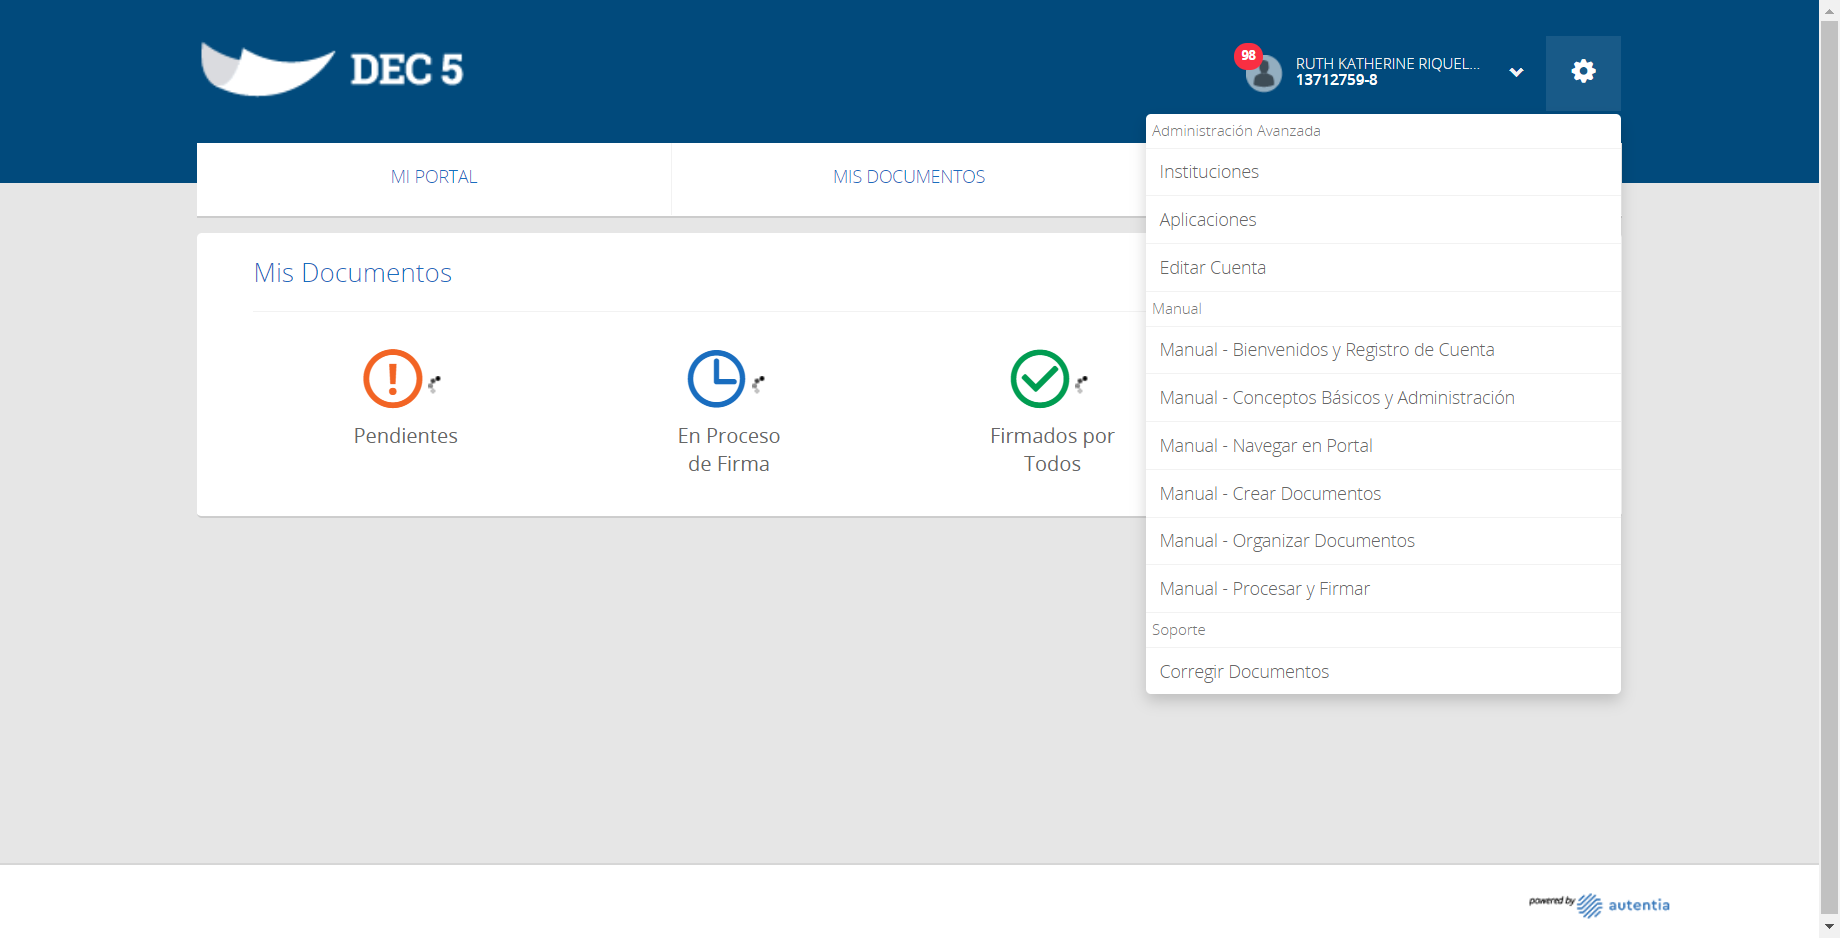 DEC 5
98
RUTH KATHERINE RIQUEL...
13712759-8
MI PORTAL
MIS DOCUMENTOS
Administración Avanzada
Instituciones
Aplicaciones
Editar Cuenta
Manual
Manual - Bienvenidos y Registro de Cuenta
Manual - Conceptos Básicos y Administración
Manual - Navegar en Portal
Manual - Crear Documentos
Manual - Organizar Documentos
Manual - Procesar y Firmar
Soporte
Corregir Documentos
Mis Documentos
Pendientes
En Proceso
de Firma
Firmados por
Todos
powered by autentia